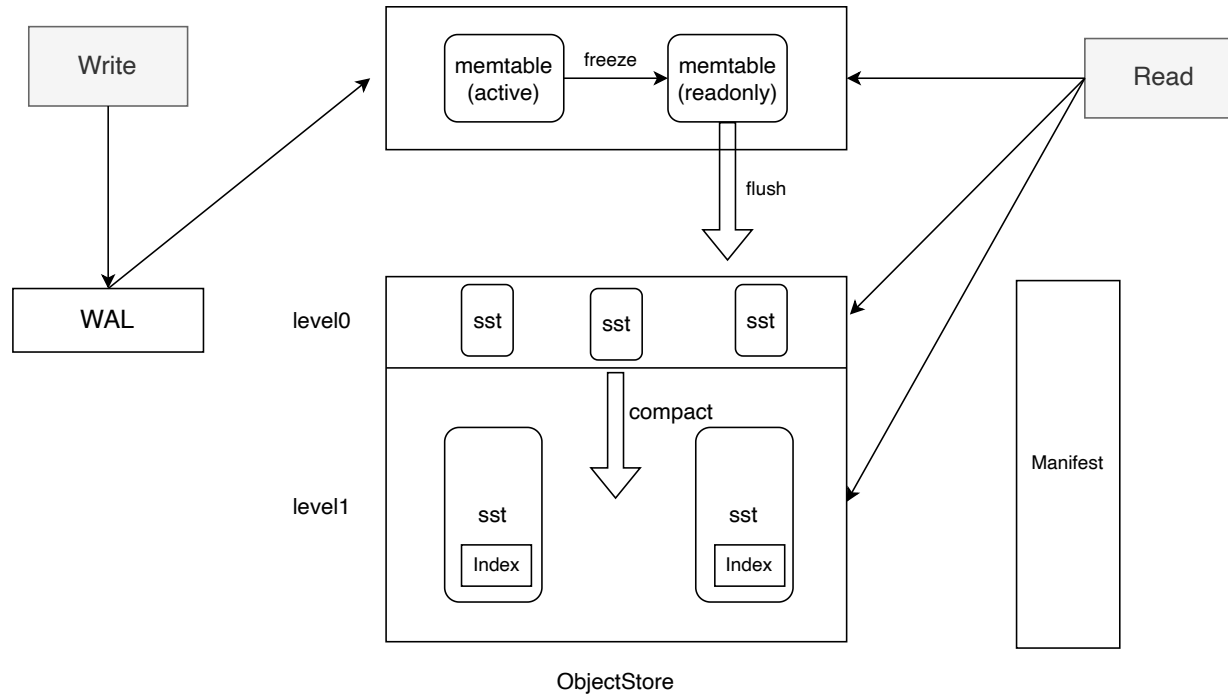 Write
memtable
(active)
freeze
memtable
(readonly)
Read
flush
WAL
level0
sst
sst
sst
compact
Manifest
level1
sst
sst
Index
Index
ObjectStore